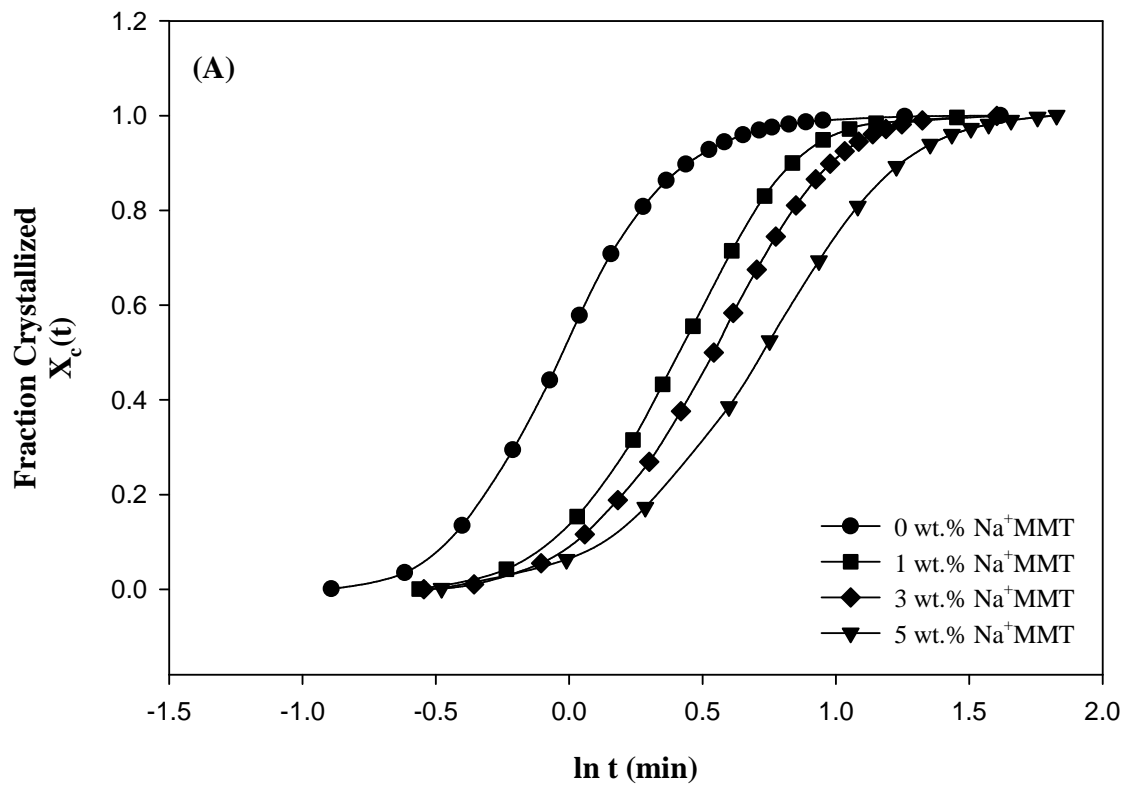 (A)
1.2
1.0
0.8
0.6
0.4
0.2
0.0
Fraction Crystallized
X_c(t)
0 wt.% Na⁺MMT
1 wt.% Na⁺MMT
3 wt.% Na⁺MMT
5 wt.% Na⁺MMT
-1.5 -1.0 -0.5 0.0 0.5 1.0 1.5 2.0
ln t (min)